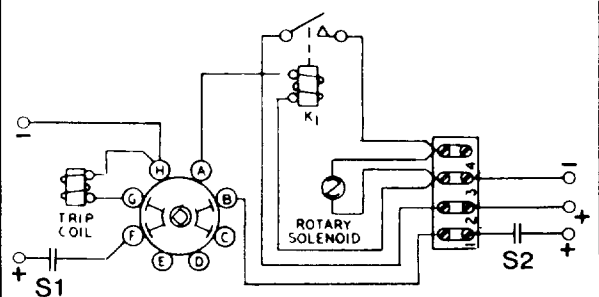 K1
−
H
A
4
−
TRIP
COIL
G
B
3
F
C
ROTARY
SOLENOID
2
+
E
D
1
+
S1
+
S2